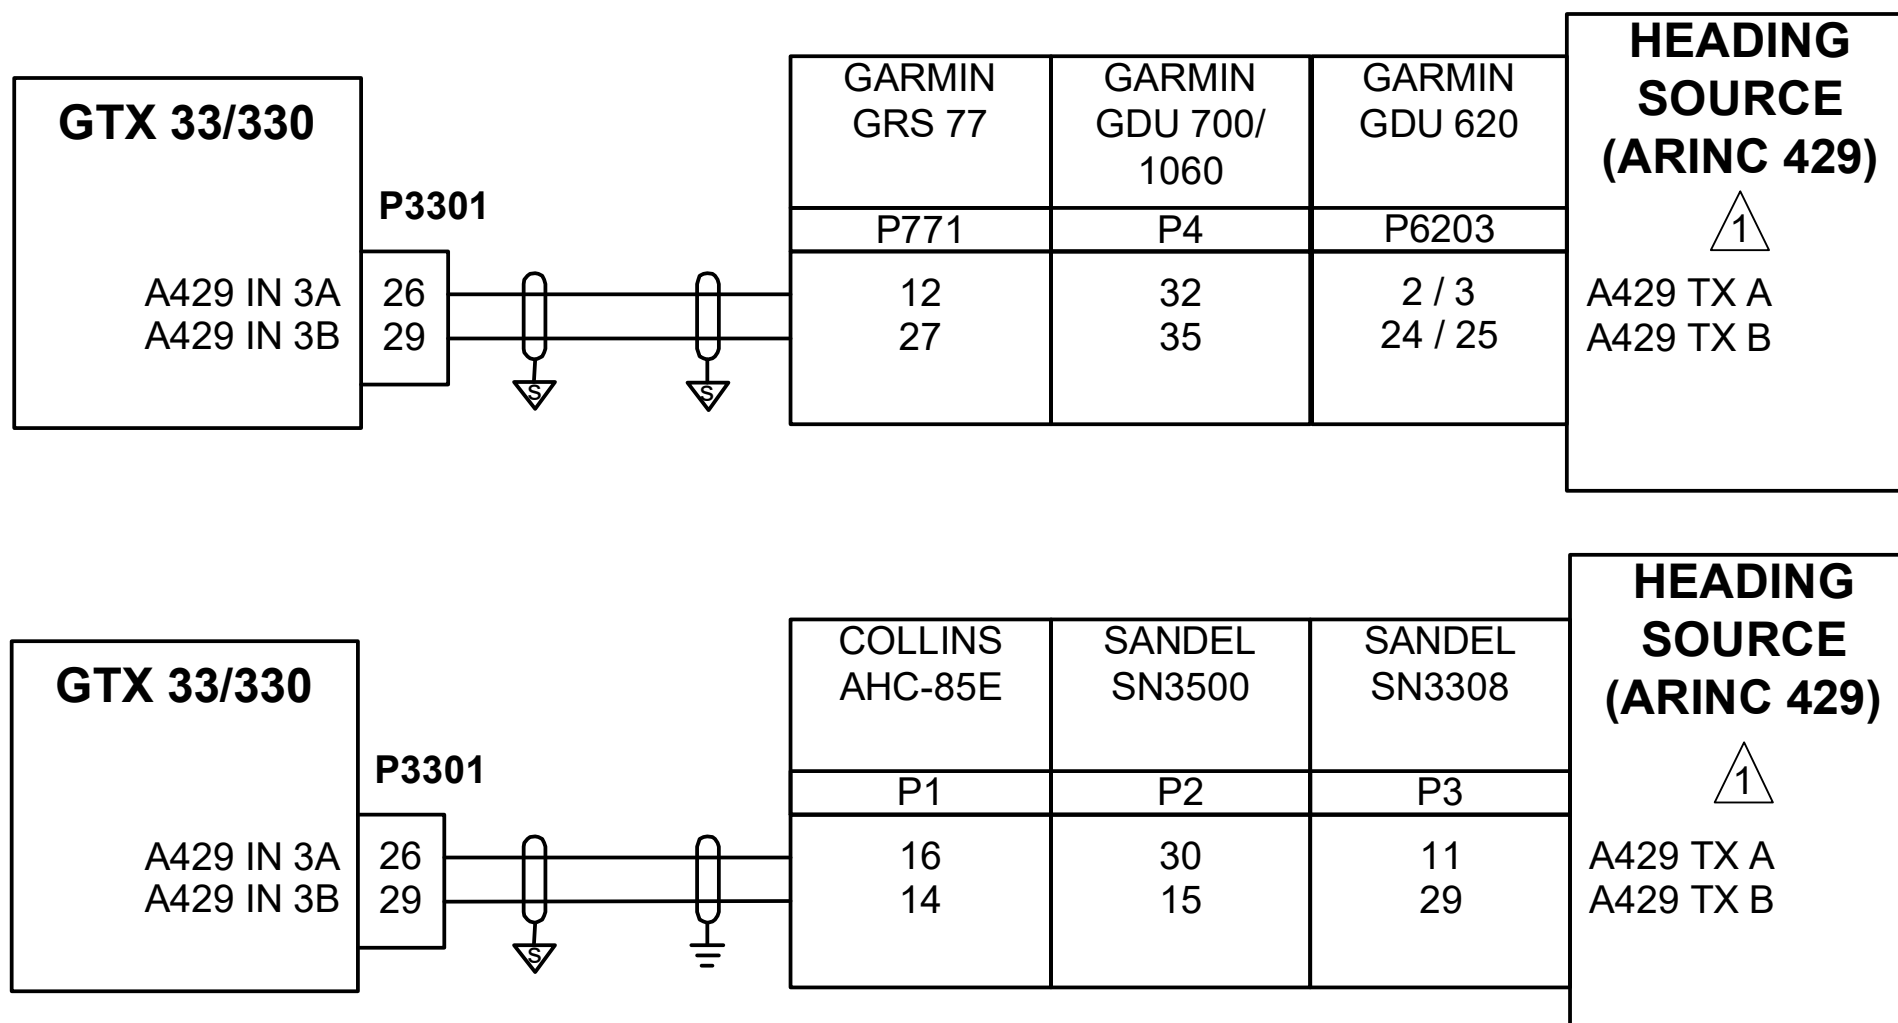 GTX 33/330
P3301
A429 IN 3A 26
A429 IN 3B 29
S S
GARMIN GRS 77
GARMIN GDU 700/
1060
GARMIN GDU 620
P771 P4 P6203
12 32 2 / 3
27 35 24 / 25
HEADING
SOURCE
(ARINC 429)
1
A429 TX A
A429 TX B
GTX 33/330
P3301
A429 IN 3A 26
A429 IN 3B 29
S
COLLINS AHC-85E
SANDEL SN3500
SANDEL SN3308
P1 P2 P3
16 30 11
14 15 29
HEADING
SOURCE
(ARINC 429)
1
A429 TX A
A429 TX B